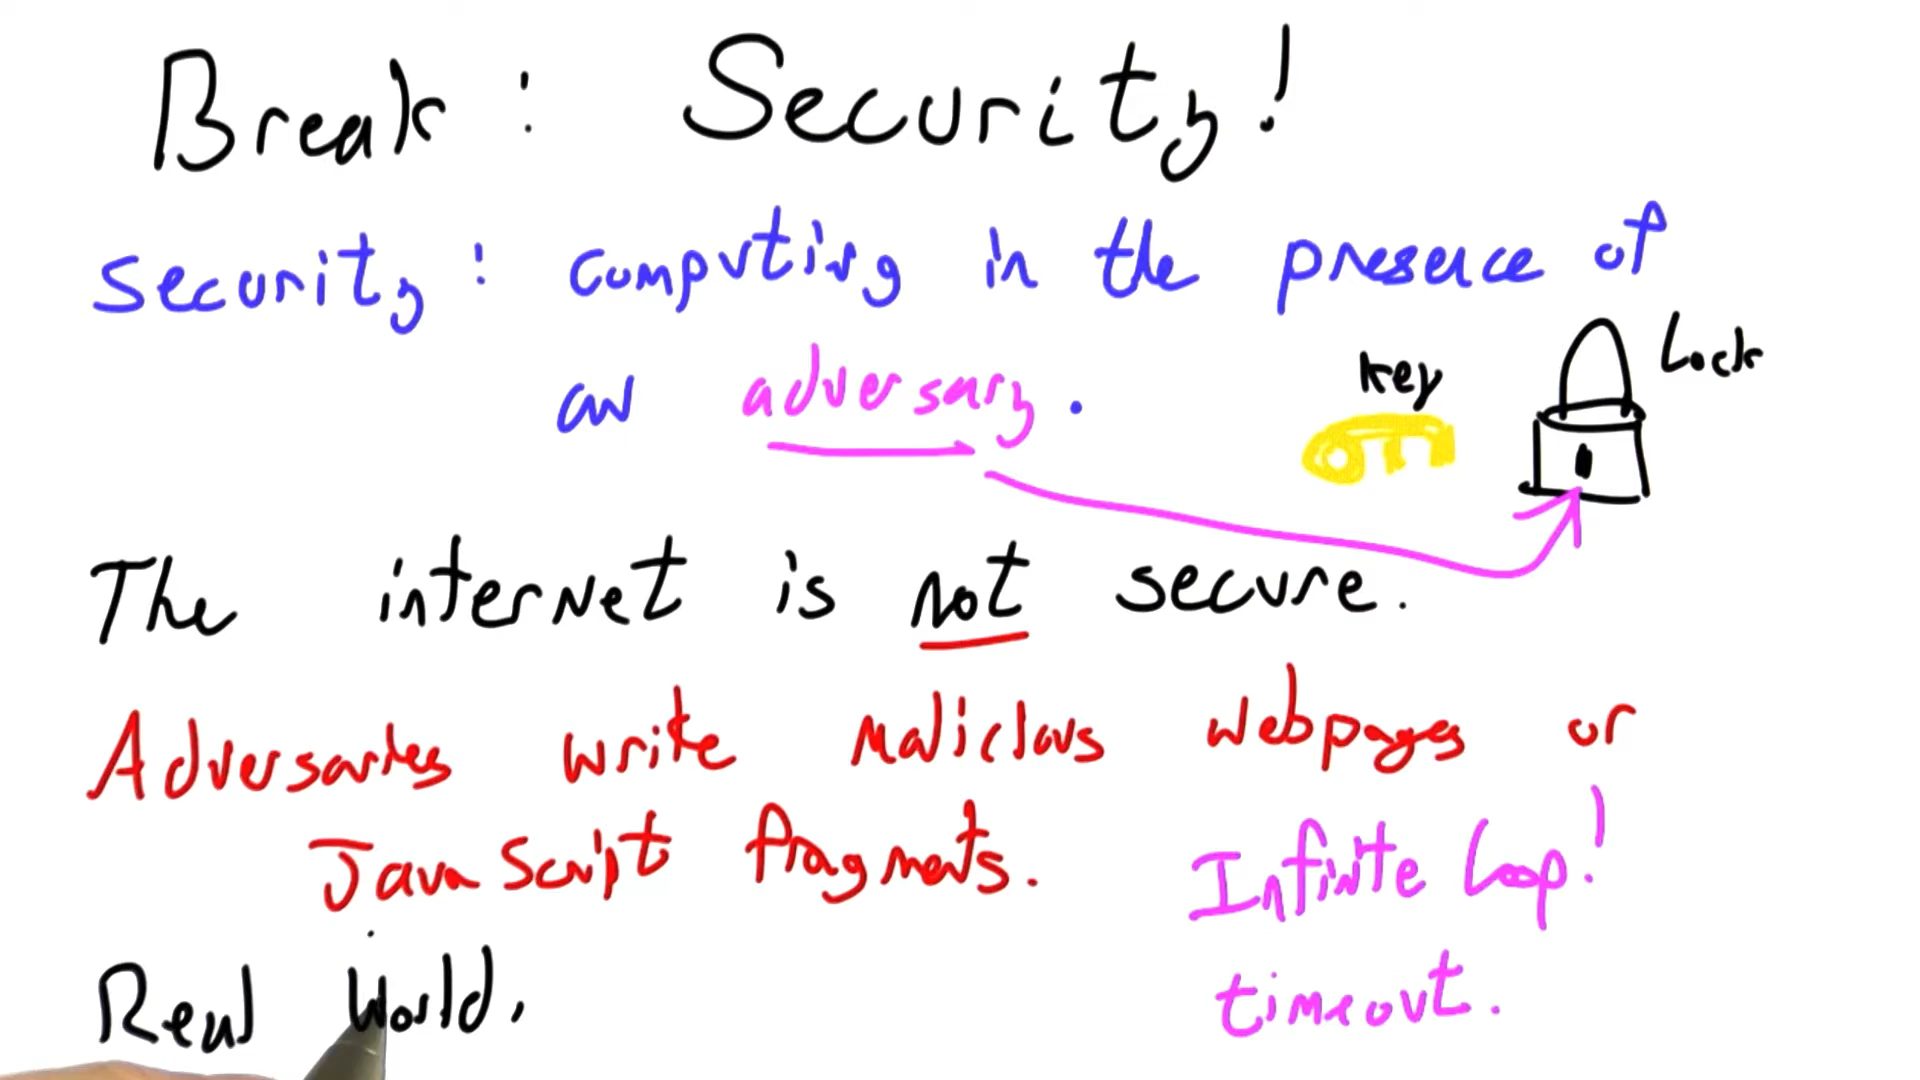 Break: Security!
security: computing in the presence of
an adversary.
key
Lock
The internet is not secure.
Adversaries write malicious webpages or
JavaScript fragments.
Infinite Loop!
timeout.
Real World,